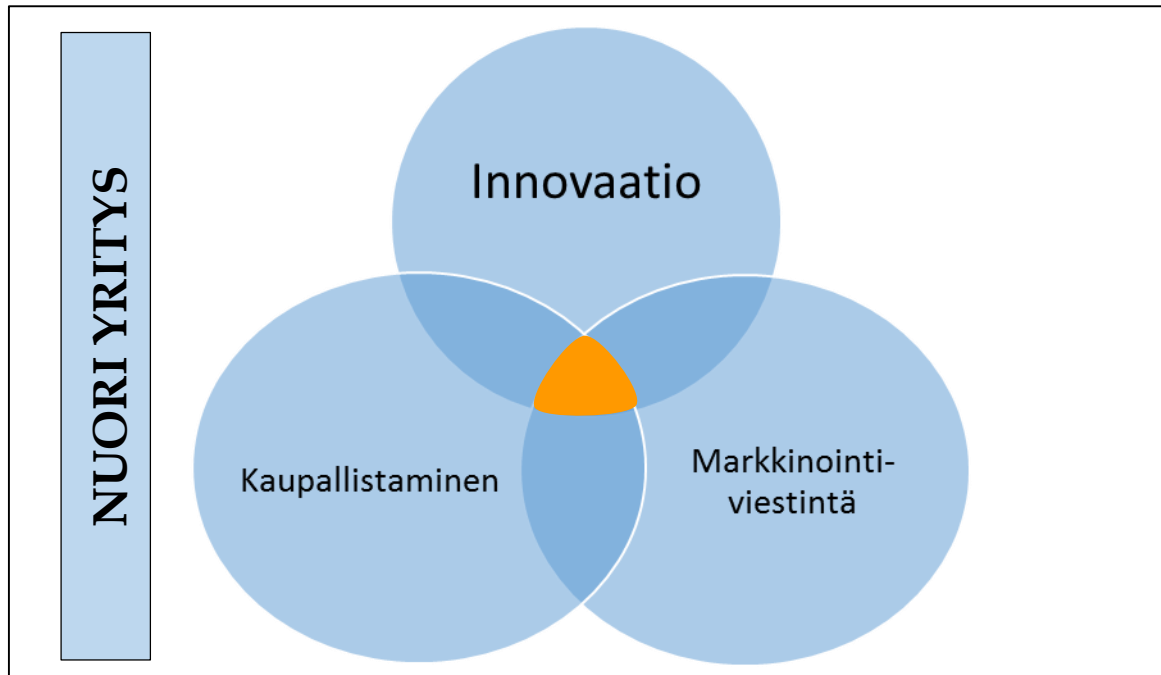 NUORI YRITYS
Innovaatio
Kaupallistaminen
Markkinointi-
viestintä